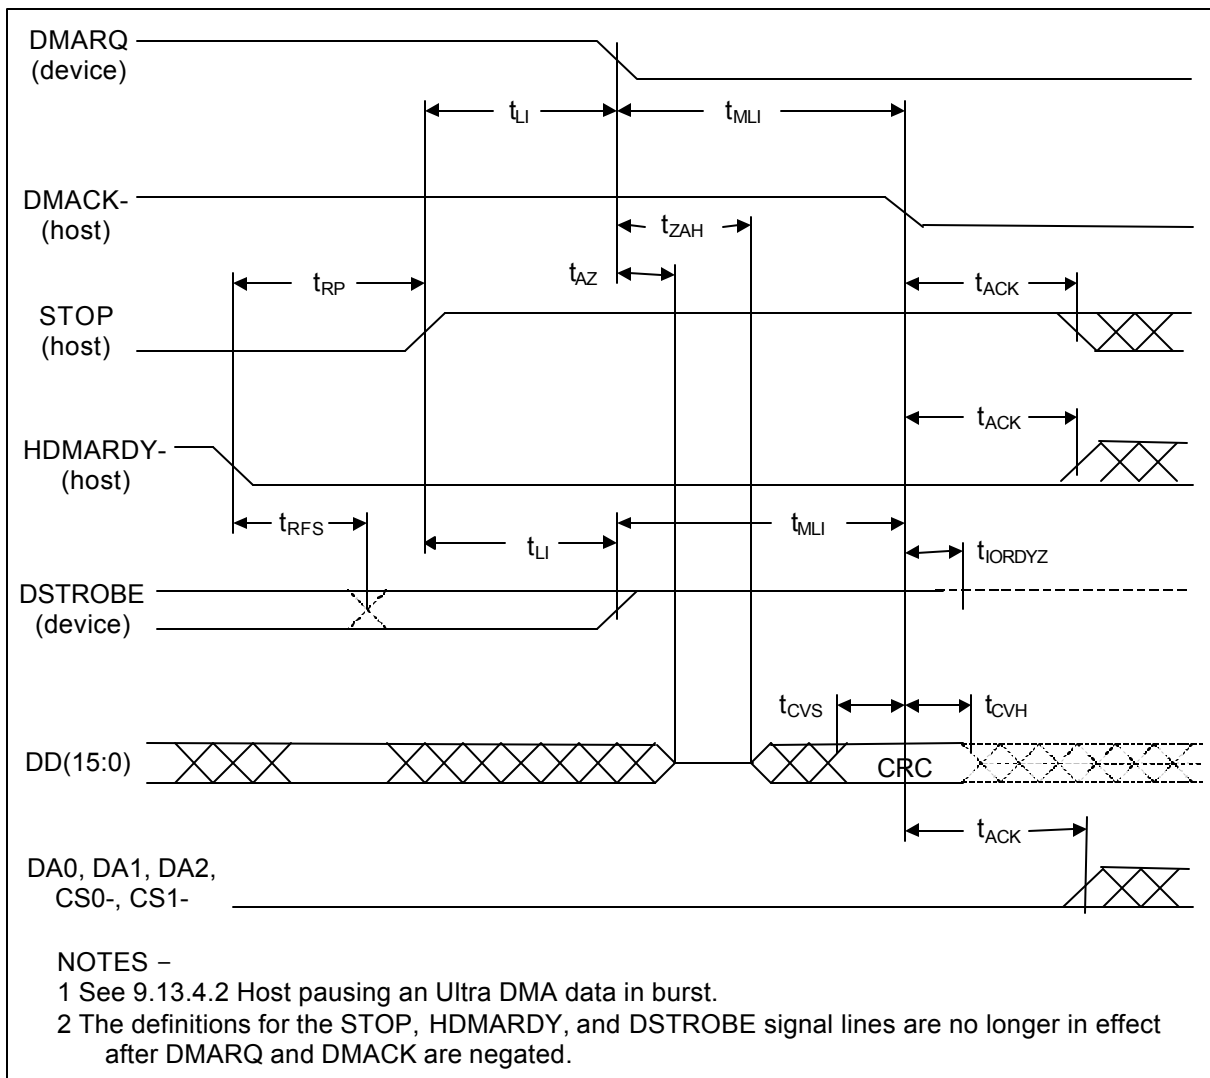 DMARQ
(device)
tLI
tMLI
DMACK-
(host)
tZAH
tAZ
tRP
tACK
STOP
(host)
tACK
HDMARDY-
(host)
tRFS
tLI
tMLI
tIORDYZ
DSTROBE
(device)
tCVS
tCVH
DD(15:0)
CRC
tACK
DA0, DA1, DA2,
CS0-, CS1-
NOTES –
1 See 9.13.4.2 Host pausing an Ultra DMA data in burst.
2 The definitions for the STOP, HDMARDY, and DSTROBE signal lines are no longer in effect
after DMARQ and DMACK are negated.